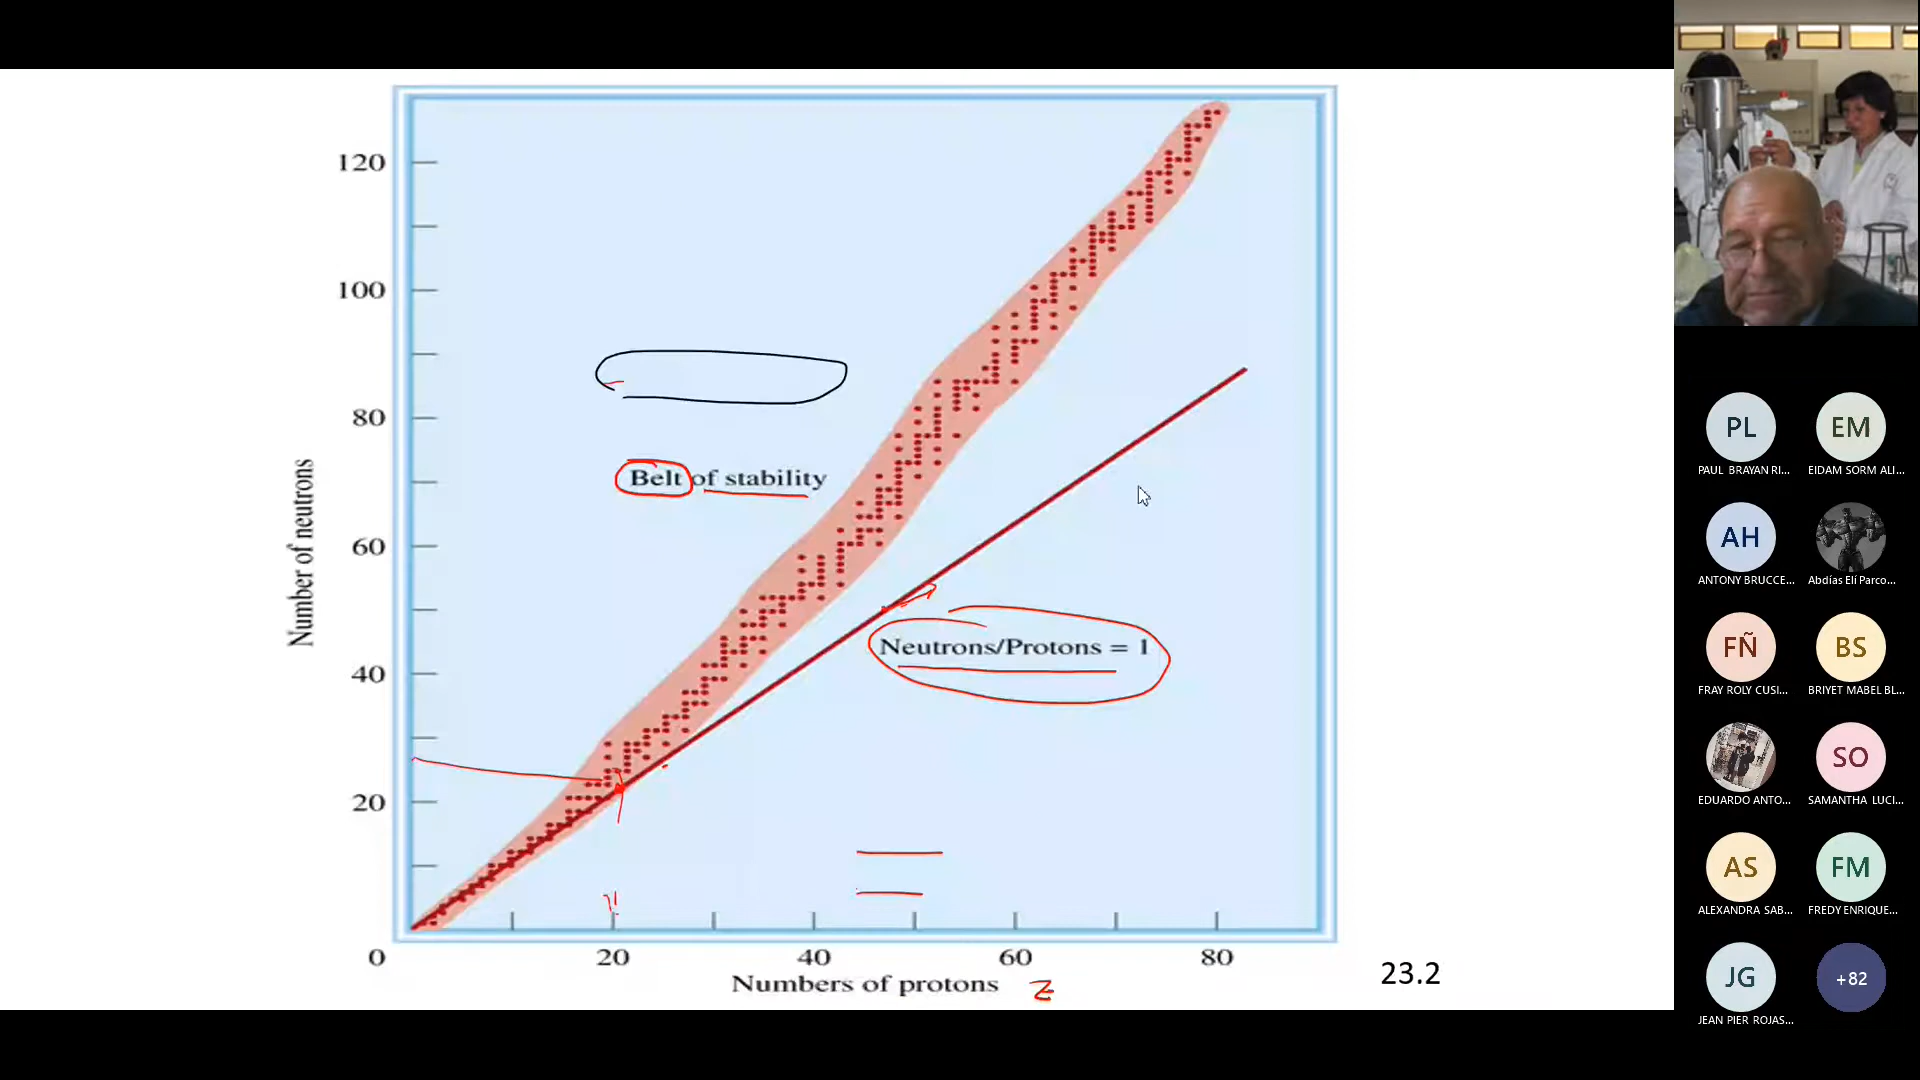 120
100
80
60
40
20
0
20
40
60
80
Number of neutrons
Belt of stability
Neutrons/Protons = 1
Numbers of protons Z
23.2
PL
PAUL BRAYAN RI...
EM
EIDAM SORM ALI...
AH
ANTONY BRUCCE...
Abdías Elí Parco...
FÑ
FRAY ROLY CUSI...
BS
BRIYET MABEL BL...
EDUARDO ANTO...
SO
SAMANTHA LUCI...
AS
ALEXANDRA SAB...
FM
FREDY ENRIQUE...
JG
JEAN PIER ROJAS...
+82